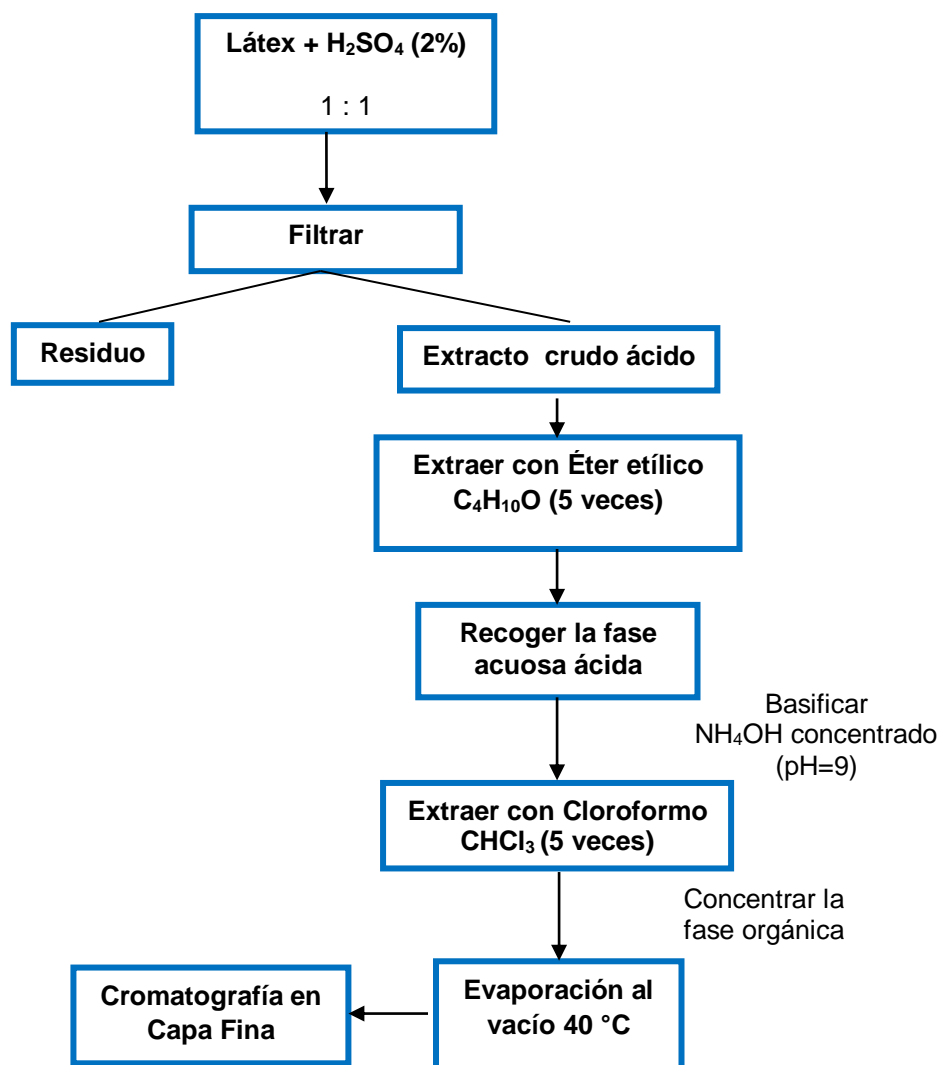 Látex + H₂SO₄ (2%)
1 : 1
Filtrar
Residuo
Extracto crudo ácido
Extraer con Éter etílico
C₄H₁₀O (5 veces)
Recoger la fase
acuosa ácida
Basificar
NH₄OH concentrado
(pH=9)
Extraer con Cloroformo
CHCl₃ (5 veces)
Concentrar la
fase orgánica
Evaporación al
vacío 40 °C
Cromatografía en
Capa Fina